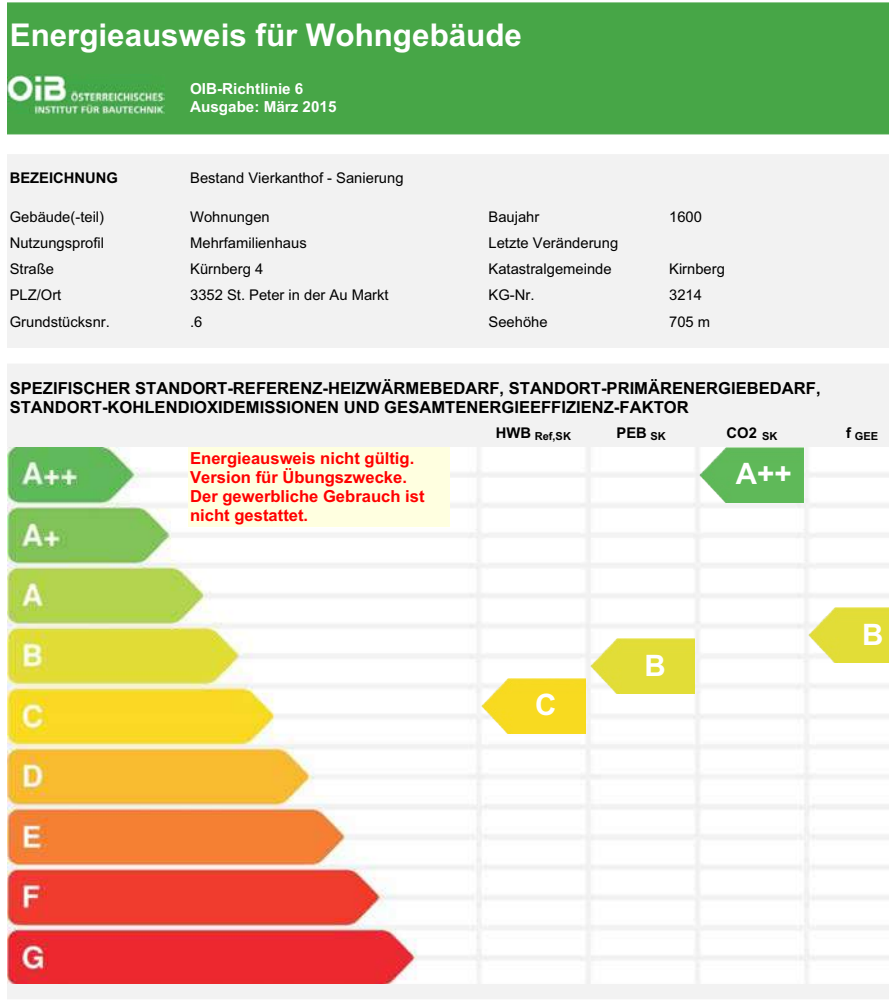 Energieausweis für Wohngebäude
OiB ÖSTERREICHISCHES
INSTITUT FÜR BAUTECHNIK
OIB-Richtlinie 6
Ausgabe: März 2015
BEZEICHNUNG Bestand Vierkanthof - Sanierung
Gebäude(-teil) Wohnungen Baujahr 1600
Nutzungsprofil Mehrfamilienhaus Letzte Veränderung
Straße Kürnberg 4 Katastralgemeinde Kirnberg
PLZ/Ort 3352 St. Peter in der Au Markt KG-Nr. 3214
Grundstücksnr. .6 Seehöhe 705 m
SPEZIFISCHER STANDORT-REFERENZ-HEIZWÄRMEBEDARF, STANDORT-PRIMÄRENERGIEBEDARF,
STANDORT-KOHLENDIOXIDEMISSIONEN UND GESAMTENERGIEEFFIZIENZ-FAKTOR
HWB Ref,SK PEB SK CO2 SK f GEE
Energieausweis nicht gültig.
Version für Übungszwecke.
Der gewerbliche Gebrauch ist
nicht gestattet.
A++ A++
A+
A
B B B
C C
D
E
F
G